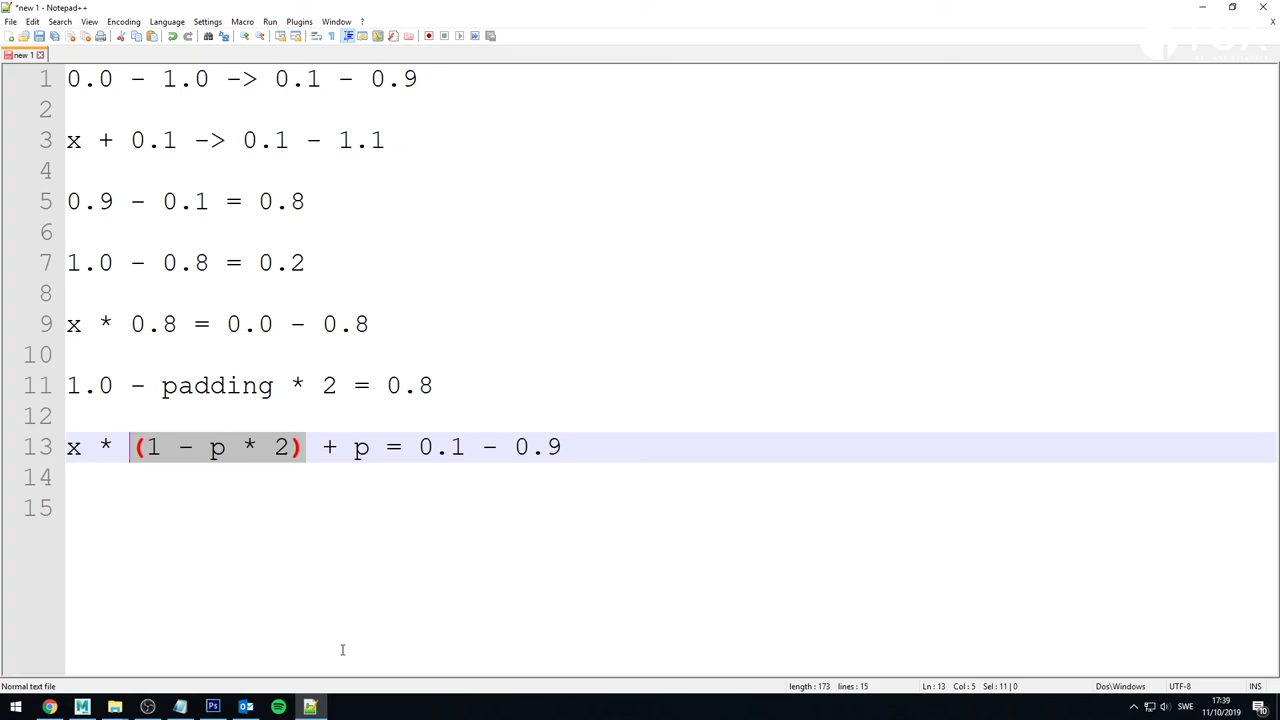 *new 1 - Notepad++
File Edit Search View Encoding Language Settings Macro Run Plugins Window ?
new 1
1 0.0 - 1.0 -> 0.1 - 0.9
2
3 x + 0.1 -> 0.1 - 1.1
4
5 0.9 - 0.1 = 0.8
6
7 1.0 - 0.8 = 0.2
8
9 x * 0.8 = 0.0 - 0.8
10
11 1.0 - padding * 2 = 0.8
12
13 x * (1 - p * 2) + p = 0.1 - 0.9
14
15
Normal text file length : 173 lines : 15 Ln : 13 Col : 5 Sel : 11 | 0 Dos\Windows UTF-8 INS
SWE 17:39
11/10/2019